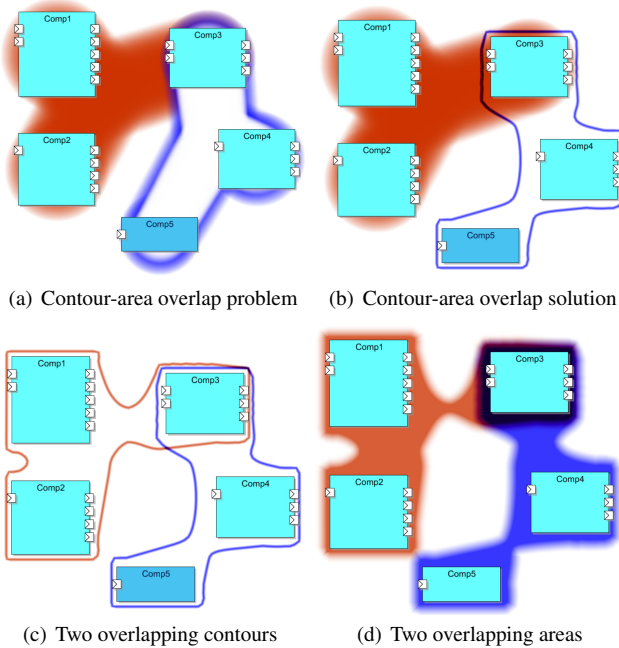 Comp1
Comp3
Comp2
Comp4
Comp5
(a) Contour-area overlap problem
Comp1
Comp3
Comp2
Comp4
Comp5
(b) Contour-area overlap solution
Comp1
Comp3
Comp2
Comp4
Comp5
(c) Two overlapping contours
Comp1
Comp3
Comp2
Comp4
Comp5
(d) Two overlapping areas